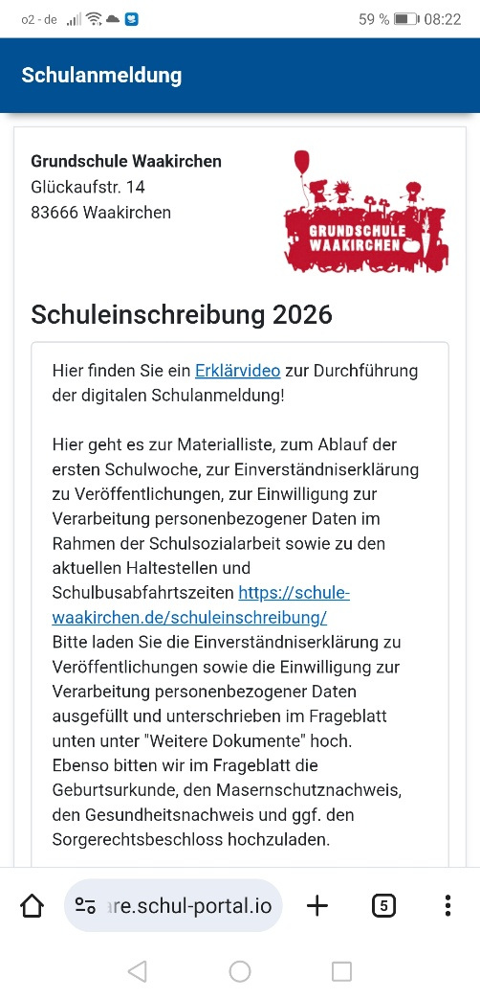 o2 - de
59 % 08:22
Schulanmeldung
Grundschule Waakirchen
Glückaufstr. 14
83666 Waakirchen
GRUNDSCHULE
WAAKIRCHEN
Schuleinschreibung 2026
Hier finden Sie ein Erklärvideo zur Durchführung
der digitalen Schulanmeldung!
Hier geht es zur Materialliste, zum Ablauf der
ersten Schulwoche, zur Einverständniserklärung
zu Veröffentlichungen, zur Einwilligung zur
Verarbeitung personenbezogener Daten im
Rahmen der Schulsozialarbeit sowie zu den
aktuellen Haltestellen und
Schulbusabfahrtszeiten https://schule-
waakirchen.de/schuleinschreibung/
Bitte laden Sie die Einverständniserklärung zu
Veröffentlichungen sowie die Einwilligung zur
Verarbeitung personenbezogener Daten
ausgefüllt und unterschrieben im Frageblatt
unten unter "Weitere Dokumente" hoch.
Ebenso bitten wir im Frageblatt die
Geburtsurkunde, den Masernschutznachweis,
den Gesundheitsnachweis und ggf. den
Sorgerechtsbeschloss hochzuladen.
are.schul-portal.io
5